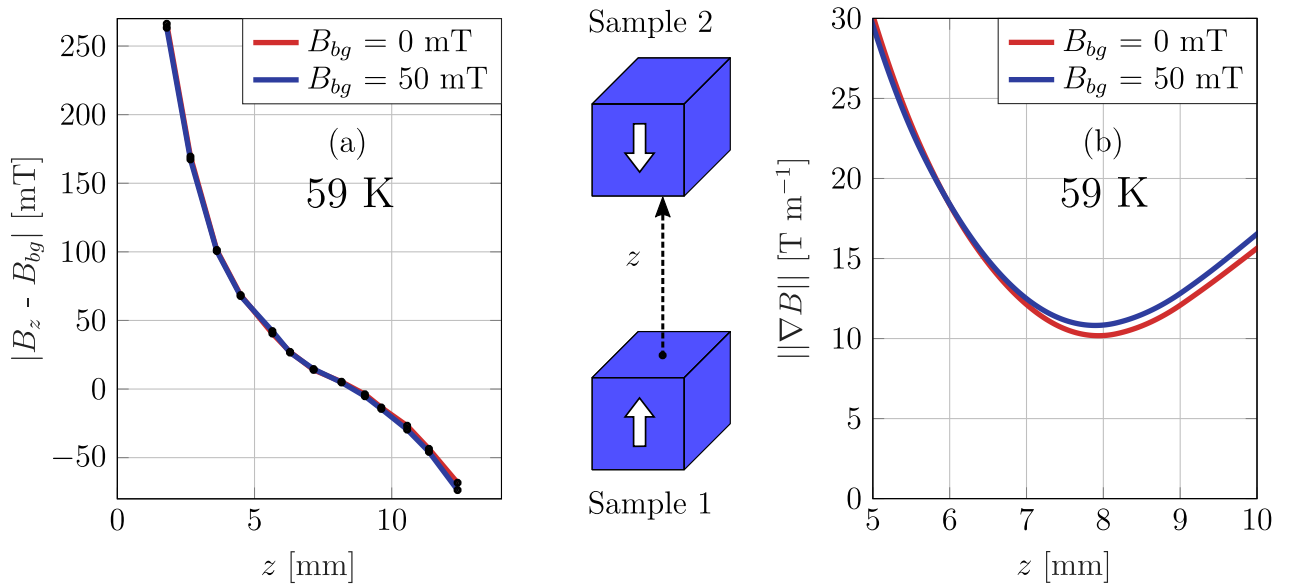 |B_z - B_bg| [mT]
250
200
150
100
50
0
−50
0
5
10
z [mm]
B_bg = 0 mT
B_bg = 50 mT
(a)
59 K
Sample 2
z
Sample 1
||∇B|| [T m⁻¹]
30
25
20
15
10
5
0
5
6
7
8
9
10
z [mm]
B_bg = 0 mT
B_bg = 50 mT
(b)
59 K